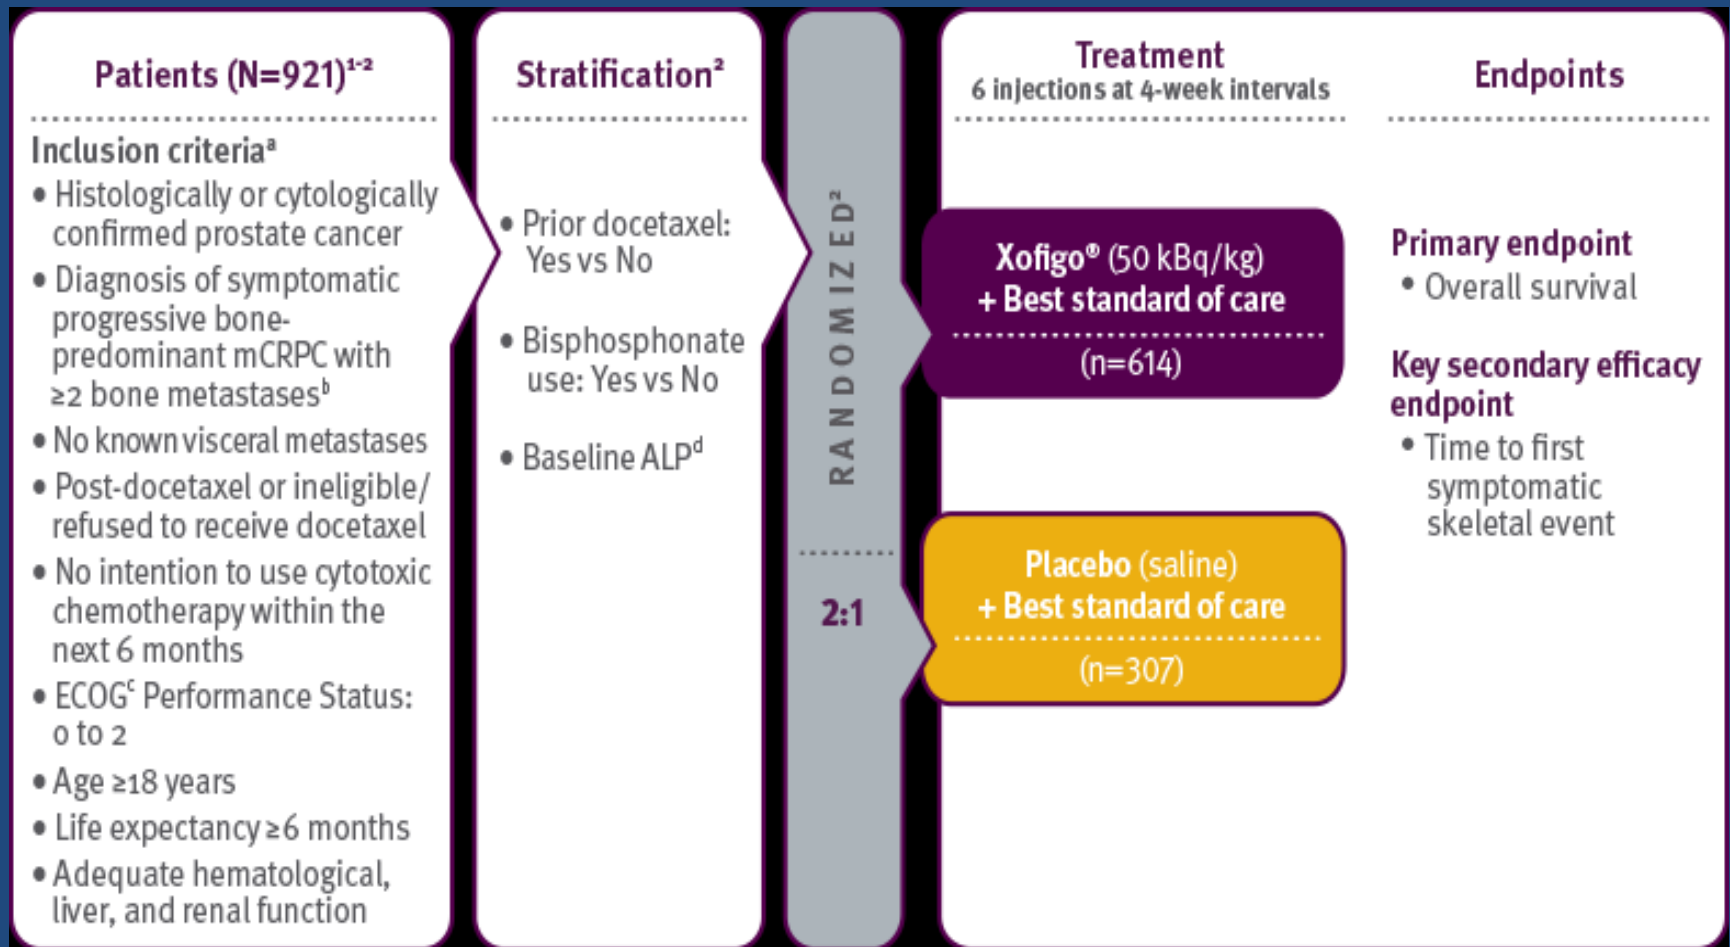 Patients (N=921)¹⁻²
Inclusion criteriaᵃ
• Histologically or cytologically
confirmed prostate cancer
• Diagnosis of symptomatic
progressive bone-
predominant mCRPC with
≥2 bone metastasesᵇ
• No known visceral metastases
• Post-docetaxel or ineligible/
refused to receive docetaxel
• No intention to use cytotoxic
chemotherapy within the
next 6 months
• ECOGᶜ Performance Status:
0 to 2
• Age ≥18 years
• Life expectancy ≥6 months
• Adequate hematological,
liver, and renal function
Stratification²
• Prior docetaxel:
Yes vs No
• Bisphosphonate
use: Yes vs No
• Baseline ALPᵈ
RANDOMIZED²
2:1
Treatment
6 injections at 4-week intervals
Xofigo® (50 kBq/kg)
+ Best standard of care
(n=614)
Placebo (saline)
+ Best standard of care
(n=307)
Endpoints
Primary endpoint
• Overall survival
Key secondary efficacy
endpoint
• Time to first
symptomatic
skeletal event